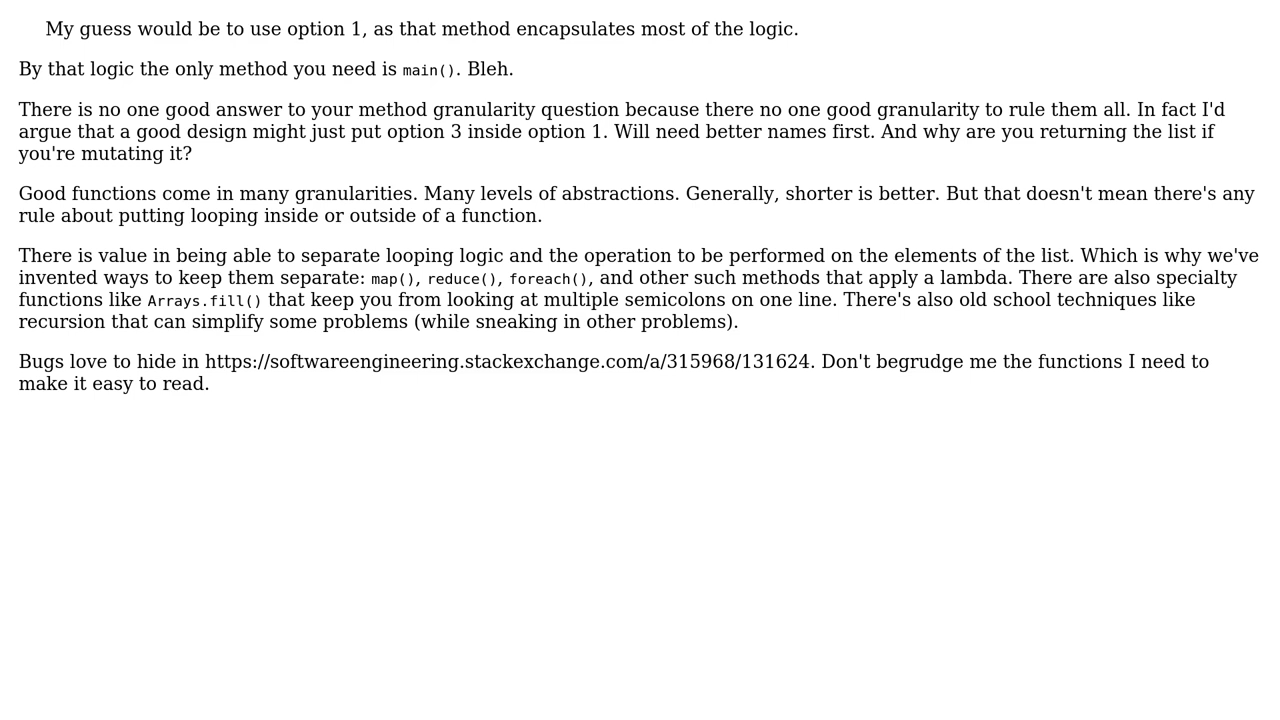 My guess would be to use option 1, as that method encapsulates most of the logic.
By that logic the only method you need is main(). Bleh.
There is no one good answer to your method granularity question because there no one good granularity to rule them all. In fact I'd
argue that a good design might just put option 3 inside option 1. Will need better names first. And why are you returning the list if
you're mutating it?
Good functions come in many granularities. Many levels of abstractions. Generally, shorter is better. But that doesn't mean there's any
rule about putting looping inside or outside of a function.
There is value in being able to separate looping logic and the operation to be performed on the elements of the list. Which is why we've
invented ways to keep them separate: map(), reduce(), foreach(), and other such methods that apply a lambda. There are also specialty
functions like Arrays.fill() that keep you from looking at multiple semicolons on one line. There's also old school techniques like
recursion that can simplify some problems (while sneaking in other problems).
Bugs love to hide in https://softwareengineering.stackexchange.com/a/315968/131624. Don't begrudge me the functions I need to
make it easy to read.